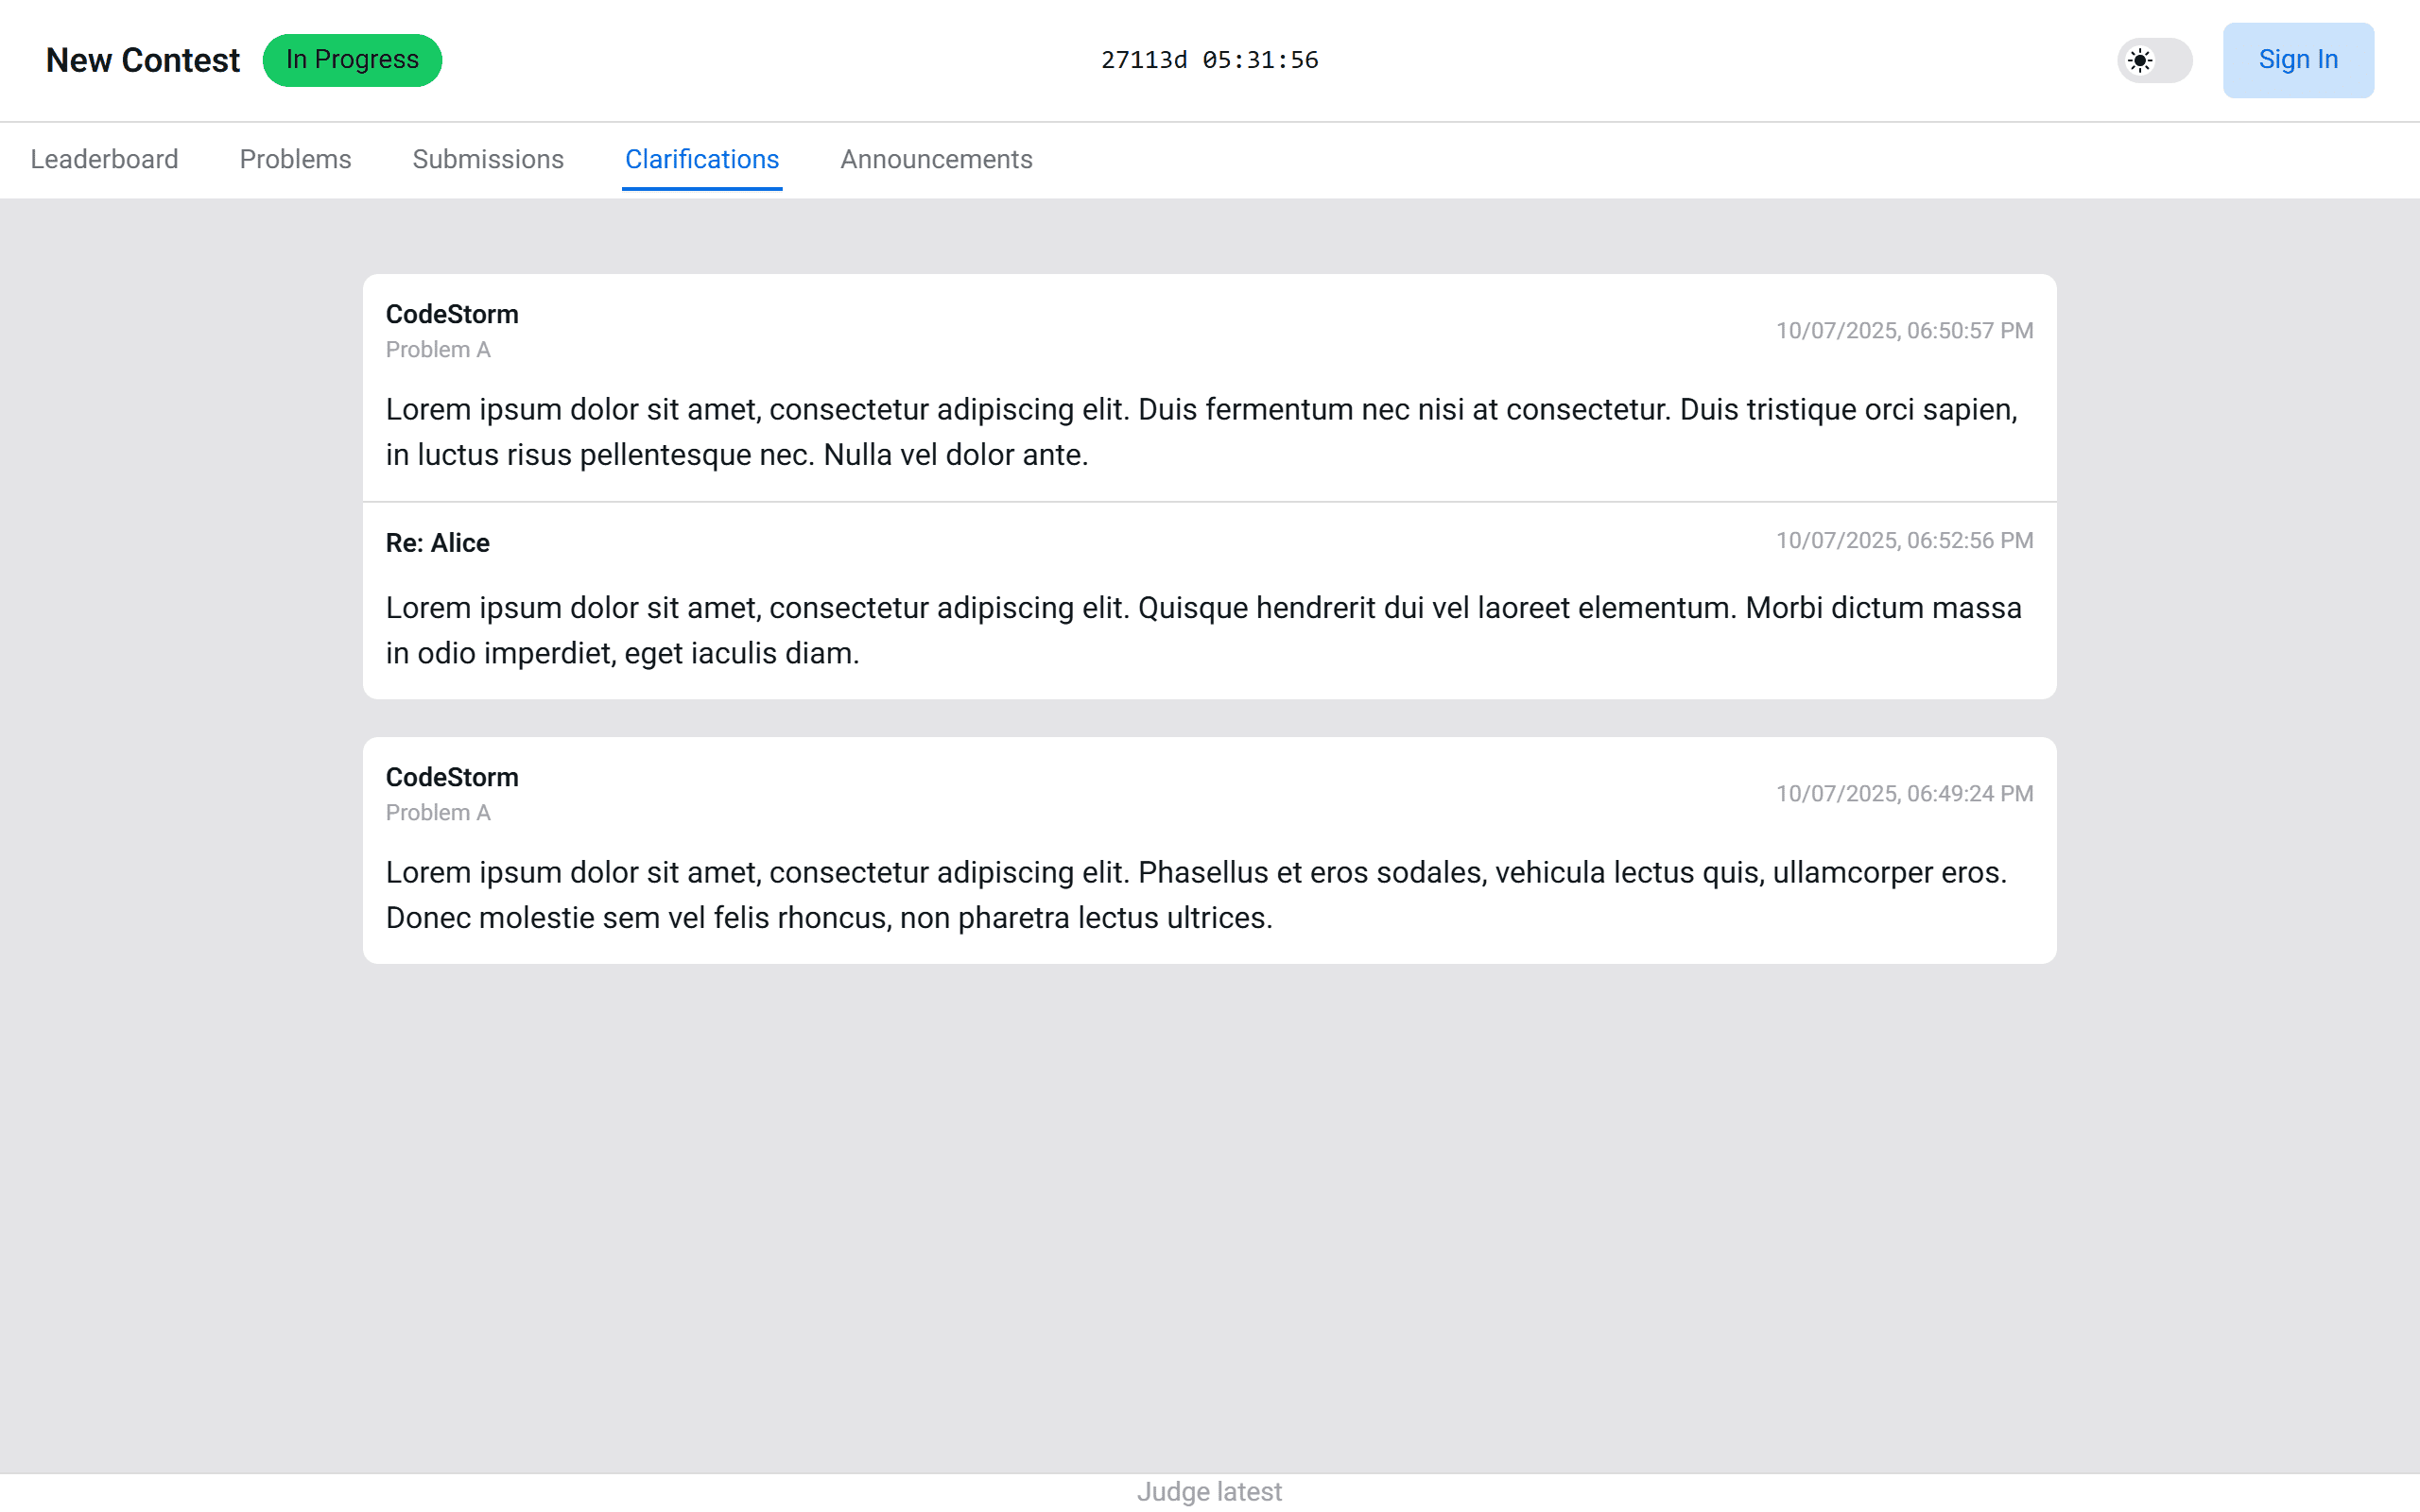 New Contest
In Progress
27113d 05:31:56
Sign In
Leaderboard
Problems
Submissions
Clarifications
Announcements
CodeStorm
Problem A
10/07/2025, 06:50:57 PM
Lorem ipsum dolor sit amet, consectetur adipiscing elit. Duis fermentum nec nisi at consectetur. Duis tristique orci sapien,
in luctus risus pellentesque nec. Nulla vel dolor ante.
Re: Alice
10/07/2025, 06:52:56 PM
Lorem ipsum dolor sit amet, consectetur adipiscing elit. Quisque hendrerit dui vel laoreet elementum. Morbi dictum massa
in odio imperdiet, eget iaculis diam.
CodeStorm
Problem A
10/07/2025, 06:49:24 PM
Lorem ipsum dolor sit amet, consectetur adipiscing elit. Phasellus et eros sodales, vehicula lectus quis, ullamcorper eros.
Donec molestie sem vel felis rhoncus, non pharetra lectus ultrices.
Judge latest